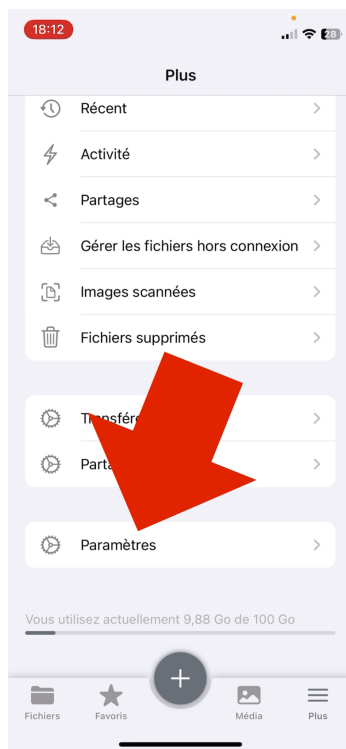 18:12
28
Plus
Récent
Activité
Partages
Gérer les fichiers hors connexion
Images scannées
Fichiers supprimés
Paramètres
Vous utilisez actuellement 9,88 Go de 100 Go
Fichiers
Favoris
Média
Plus